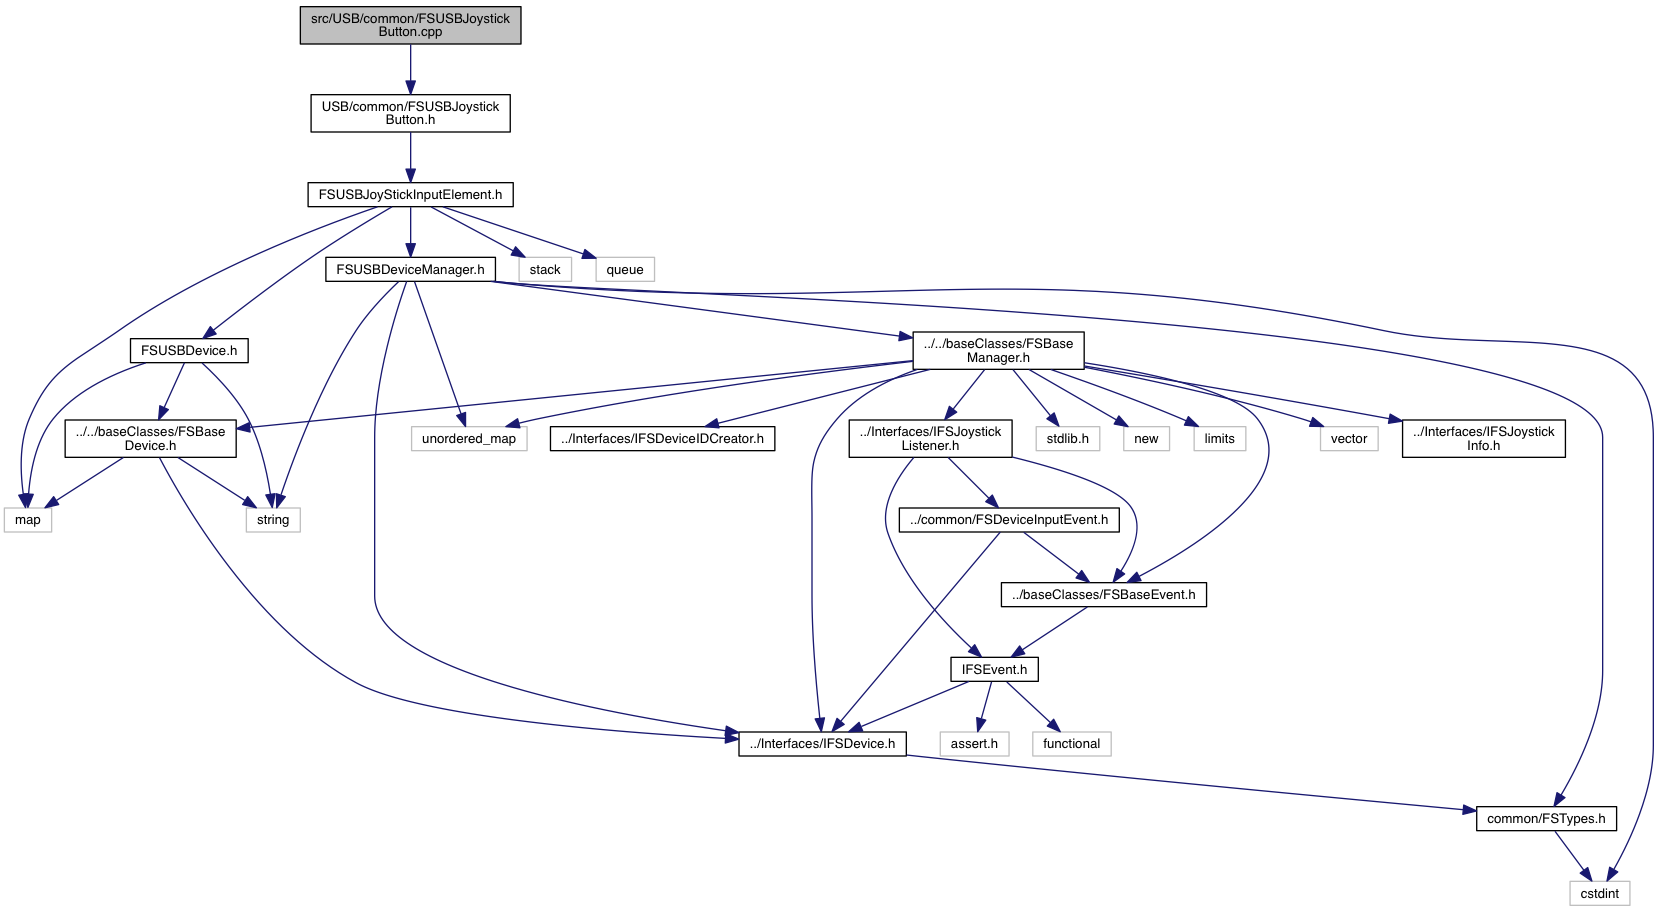 src/USB/common/FSUSBJoystick
Button.cpp
USB/common/FSUSBJoystick
Button.h
FSUSBJoyStickInputElement.h
FSUSBDeviceManager.h
stack
queue
FSUSBDevice.h
../../baseClasses/FSBase
Manager.h
../../baseClasses/FSBase
Device.h
unordered_map
../Interfaces/IFSDeviceIDCreator.h
../Interfaces/IFSJoystick
Listener.h
stdlib.h
new
limits
vector
../Interfaces/IFSJoystick
Info.h
map
string
../common/FSDeviceInputEvent.h
../baseClasses/FSBaseEvent.h
IFSEvent.h
../Interfaces/IFSDevice.h
assert.h
functional
common/FSTypes.h
cstdint